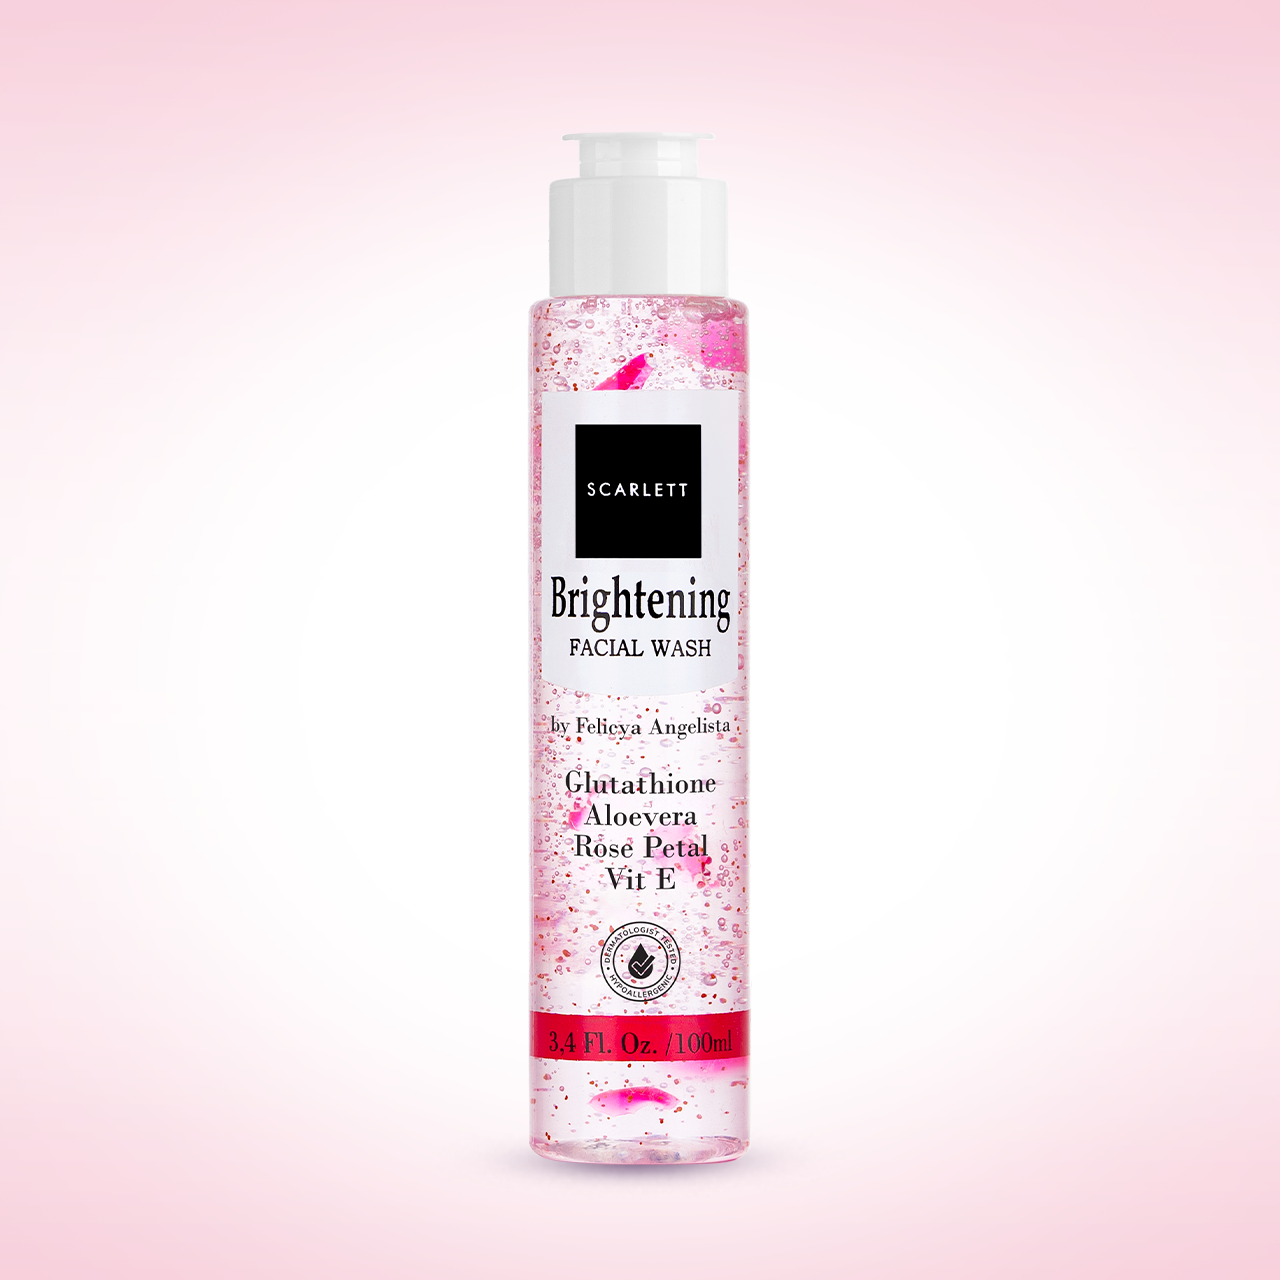 SCARLETT
Brightening
FACIAL WASH
by Felicya Angelista
Glutathione
Aloevera
Rose Petal
Vit E
DERMATOLOGIST TESTED
HYPOALLERGENIC
3,4 Fl. Oz. /100ml